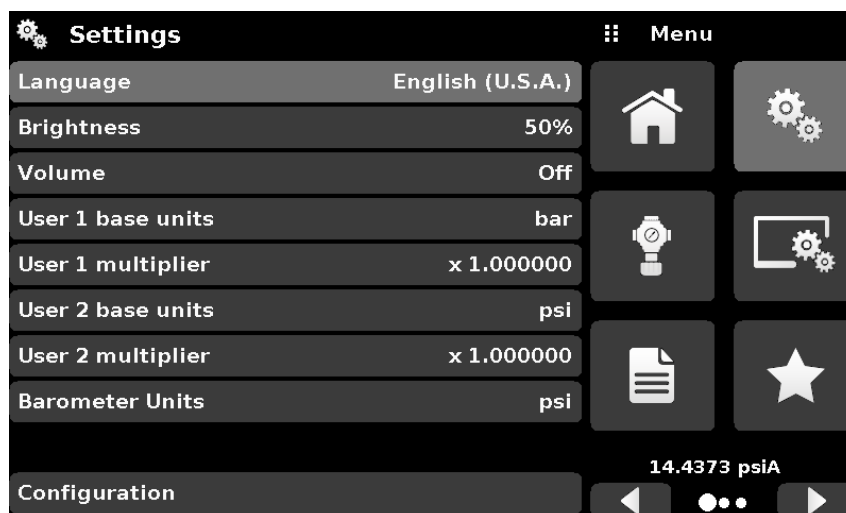 Settings
Menu
Language English (U.S.A.)
Brightness 50%
Volume Off
User 1 base units bar
User 1 multiplier x 1.000000
User 2 base units psi
User 2 multiplier x 1.000000
Barometer Units psi
14.4373 psiA
Configuration